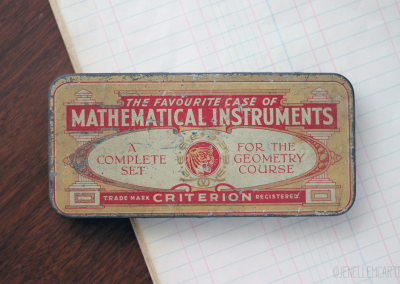 THE FAVOURITE CASE OF
MATHEMATICAL INSTRUMENTS
A
COMPLETE
SET
FOR THE
GEOMETRY
COURSE
TRADE MARK CRITERION REGISTERED